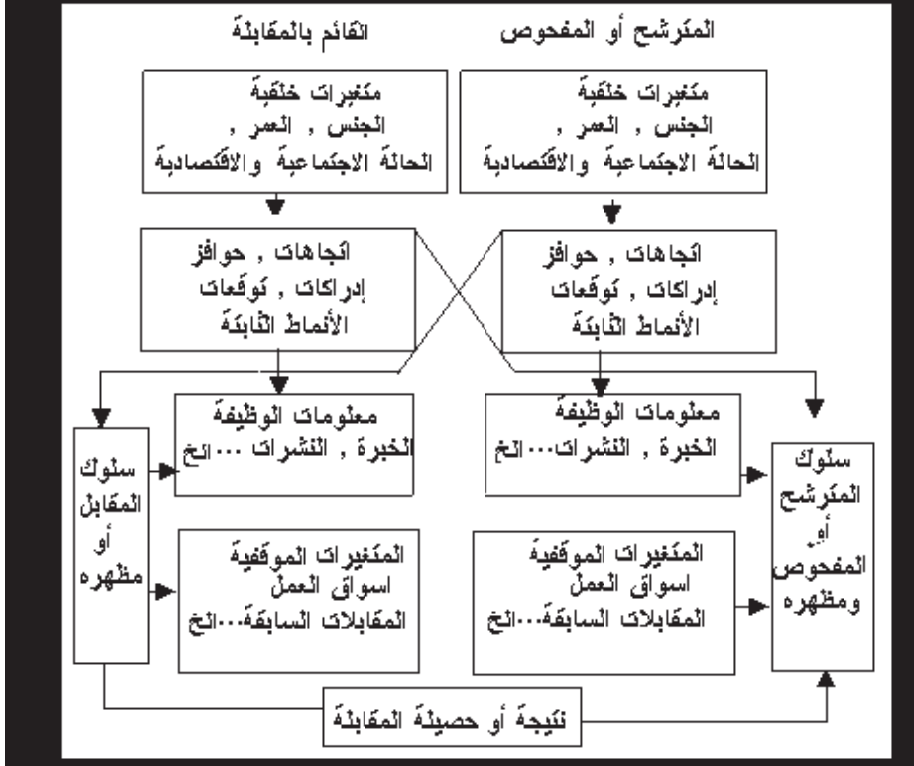 المترشح أو المفحوص
القائم بالمقابلة
متغيرات خلفية
الجنس , العمر ,
الحالة الاجتماعية والاقتصادية
متغيرات خلفية
الجنس , العمر ,
الحالة الاجتماعية والاقتصادية
اتجاهات , حوافز
إدراكات , توقعات
الأنماط الثابتة
اتجاهات , حوافز
إدراكات , توقعات
الأنماط الثابتة
معلومات الوظيفة
الخبرة , النشرات...الخ
معلومات الوظيفة
الخبرة , النشرات...الخ
سلوك
المترشح
أو
المفحوص
ومظهره
سلوك
المقابل
أو
مظهره
المتغيرات الموقفية
اسواق العمل
المقابلات السابقة...الخ
المتغيرات الموقفية
اسواق العمل
المقابلات السابقة...الخ
نتيجة أو حصيلة المقابلة